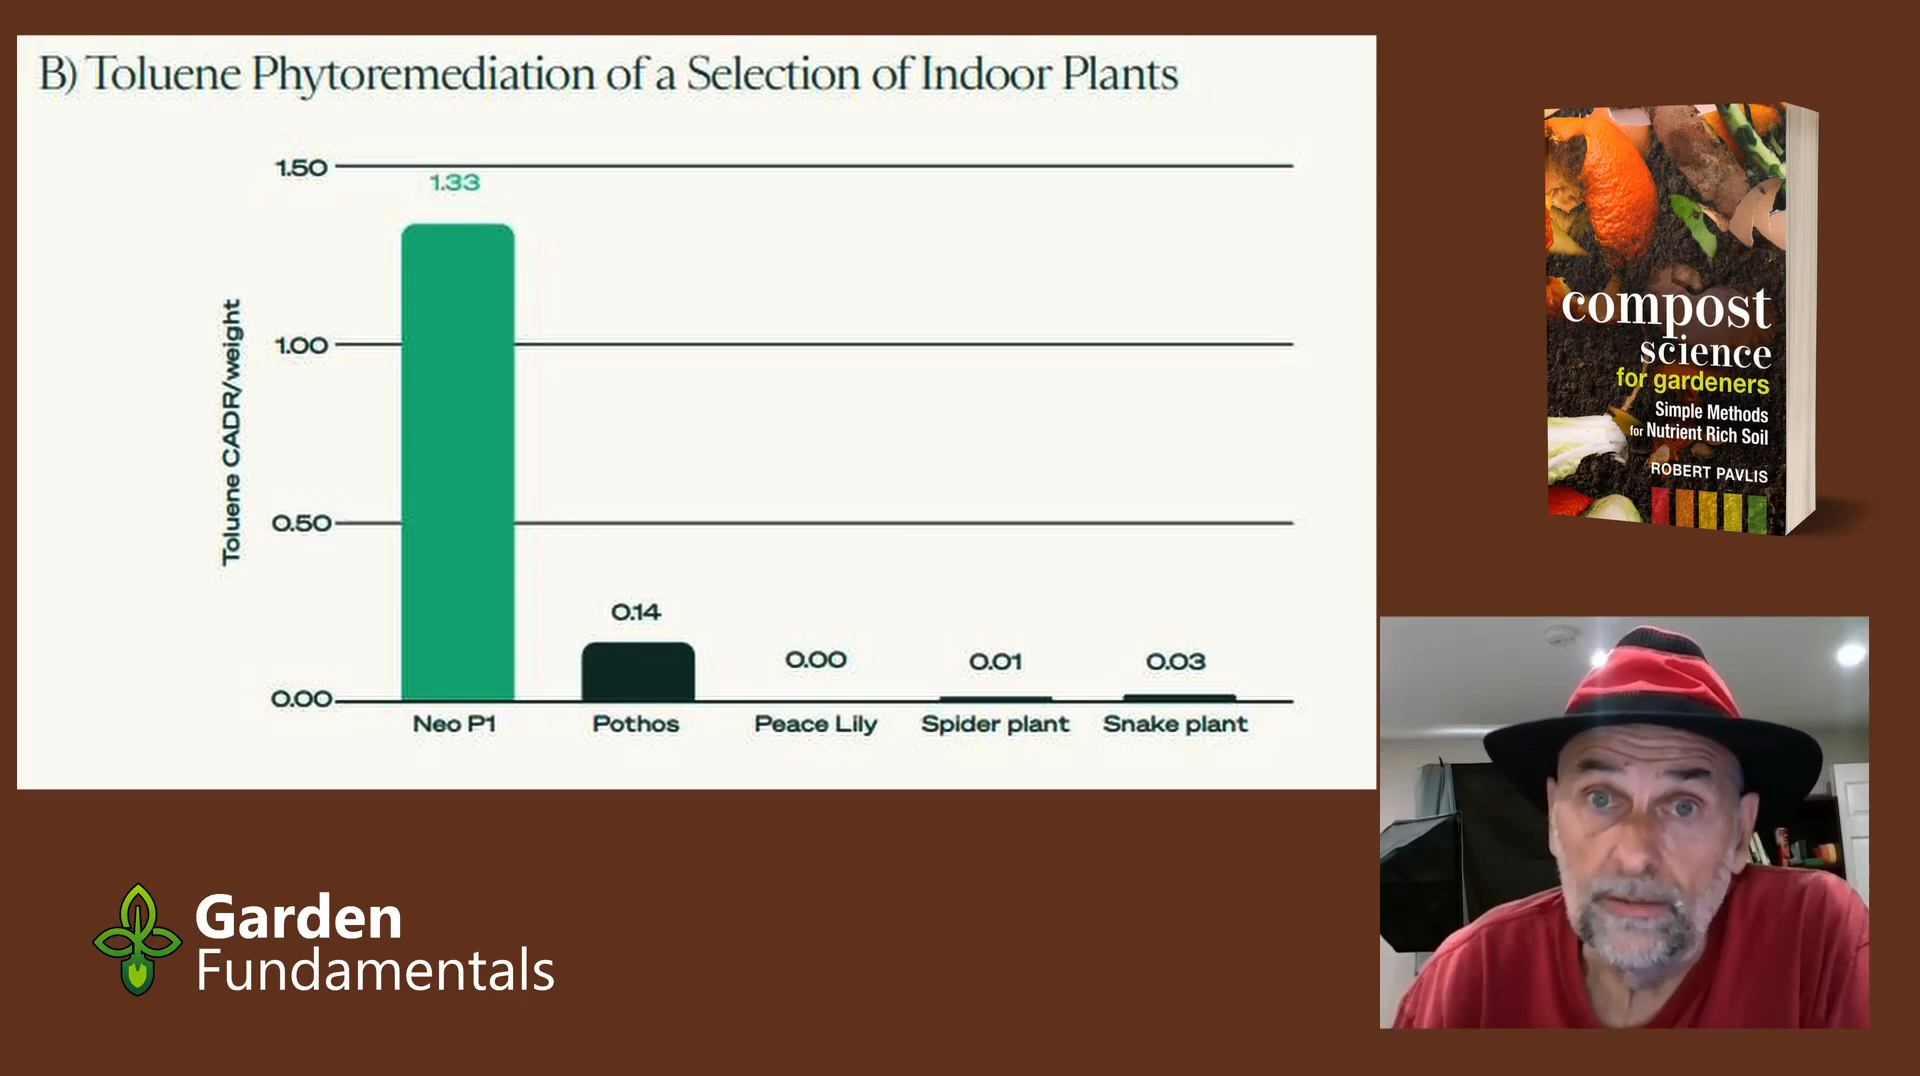 B) Toluene Phytoremediation of a Selection of Indoor Plants
1.50
1.33
1.00
0.50
0.00
Toluene CADR/weight
0.14
0.00
0.01
0.03
Neo P1
Pothos
Peace Lily
Spider plant
Snake plant
compost
science
for gardeners
Simple Methods
for Nutrient Rich Soil
ROBERT PAVLIS
Garden
Fundamentals